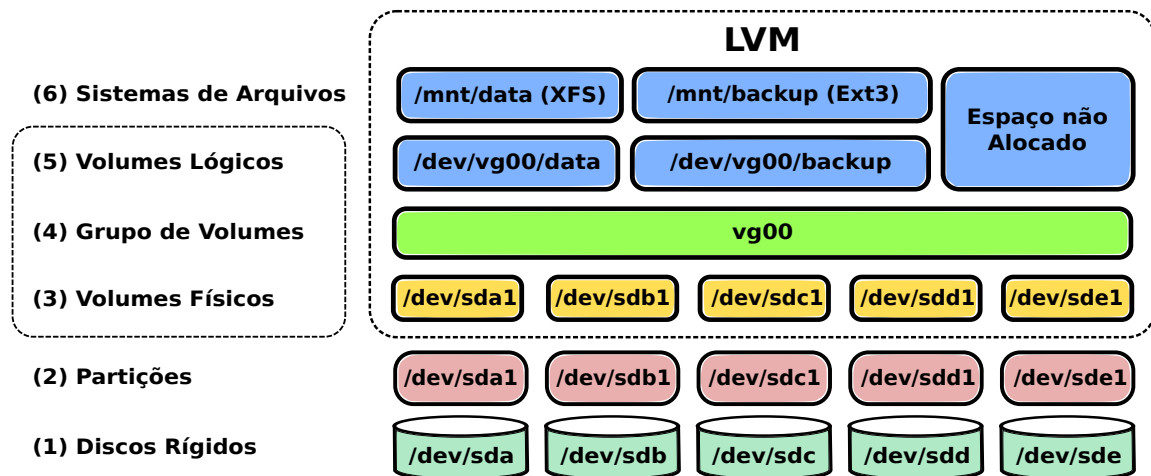 LVM
(6) Sistemas de Arquivos
/mnt/data (XFS)
/mnt/backup (Ext3)
Espaço não
Alocado
(5) Volumes Lógicos
/dev/vg00/data
/dev/vg00/backup
(4) Grupo de Volumes
vg00
(3) Volumes Físicos
/dev/sda1
/dev/sdb1
/dev/sdc1
/dev/sdd1
/dev/sde1
(2) Partições
/dev/sda1
/dev/sdb1
/dev/sdc1
/dev/sdd1
/dev/sde1
(1) Discos Rígidos
/dev/sda
/dev/sdb
/dev/sdc
/dev/sdd
/dev/sde